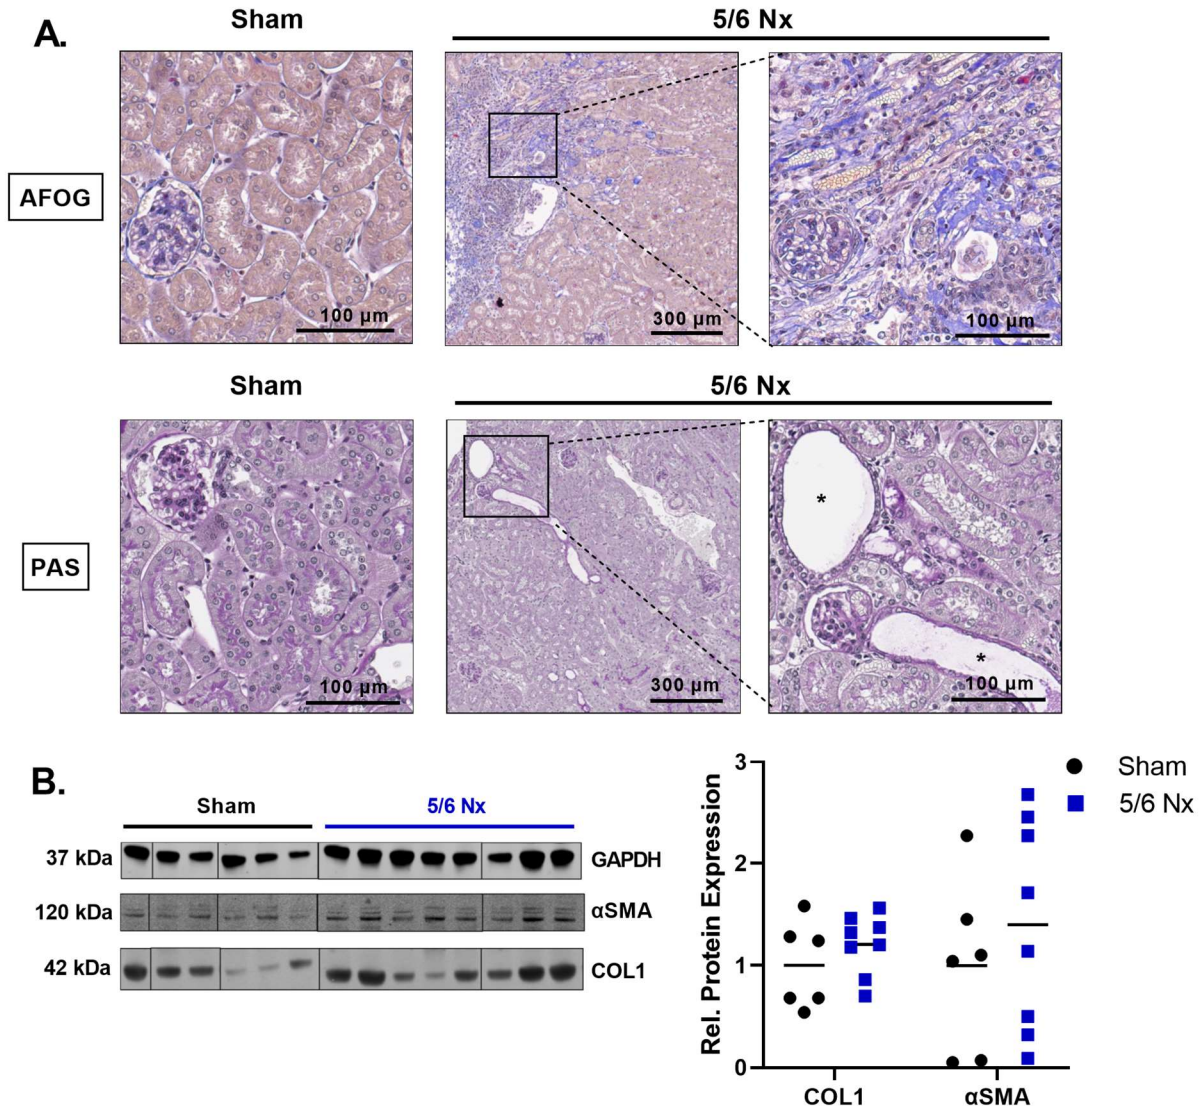 A.
Sham
5/6 Nx
AFOG
100 µm
300 µm
100 µm
Sham
5/6 Nx
PAS
100 µm
300 µm
*
*
100 µm
B.
Sham
5/6 Nx
37 kDa
GAPDH
120 kDa
αSMA
42 kDa
COL1
Rel. Protein Expression
3
2
1
0
COL1
αSMA
Sham
5/6 Nx